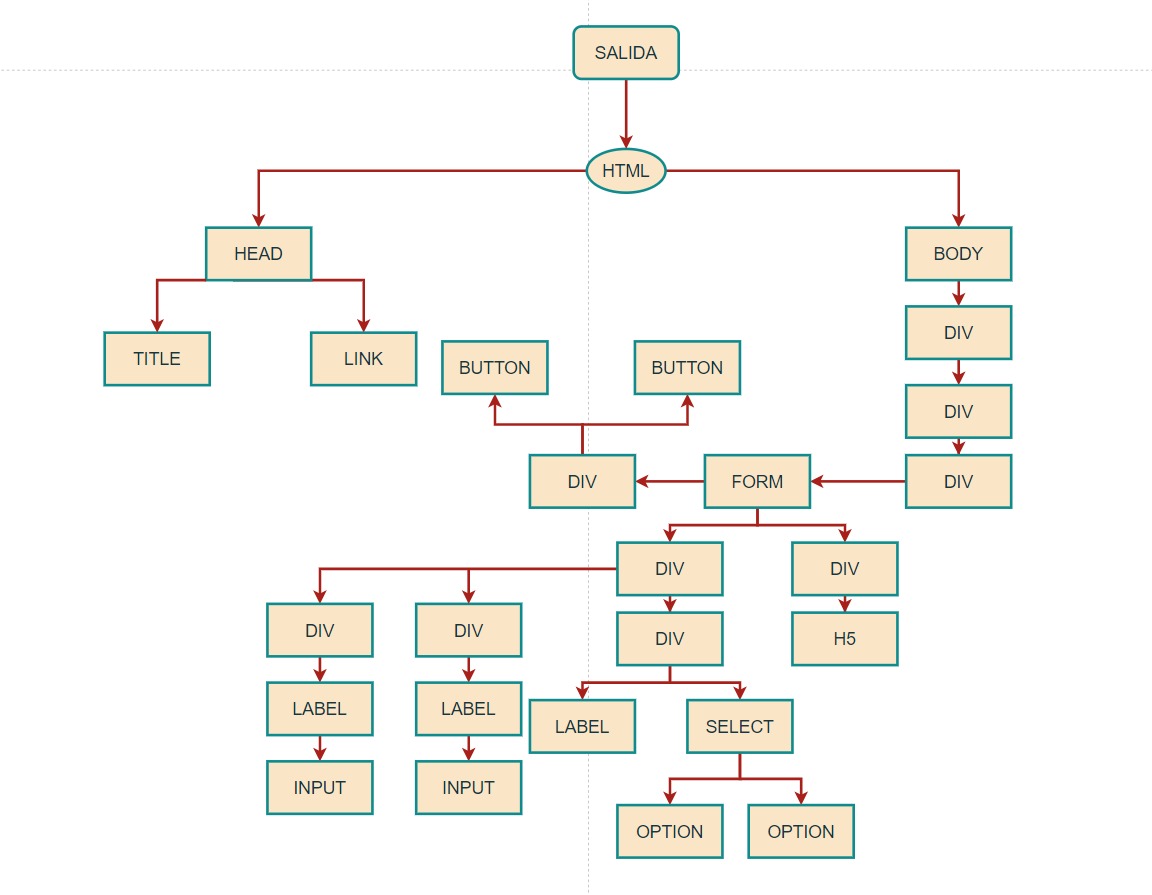 SALIDA
HTML
HEAD
BODY
TITLE
LINK
BUTTON
BUTTON
DIV
DIV
DIV
FORM
DIV
DIV
DIV
DIV
DIV
DIV
H5
LABEL
LABEL
LABEL
SELECT
INPUT
INPUT
OPTION
OPTION